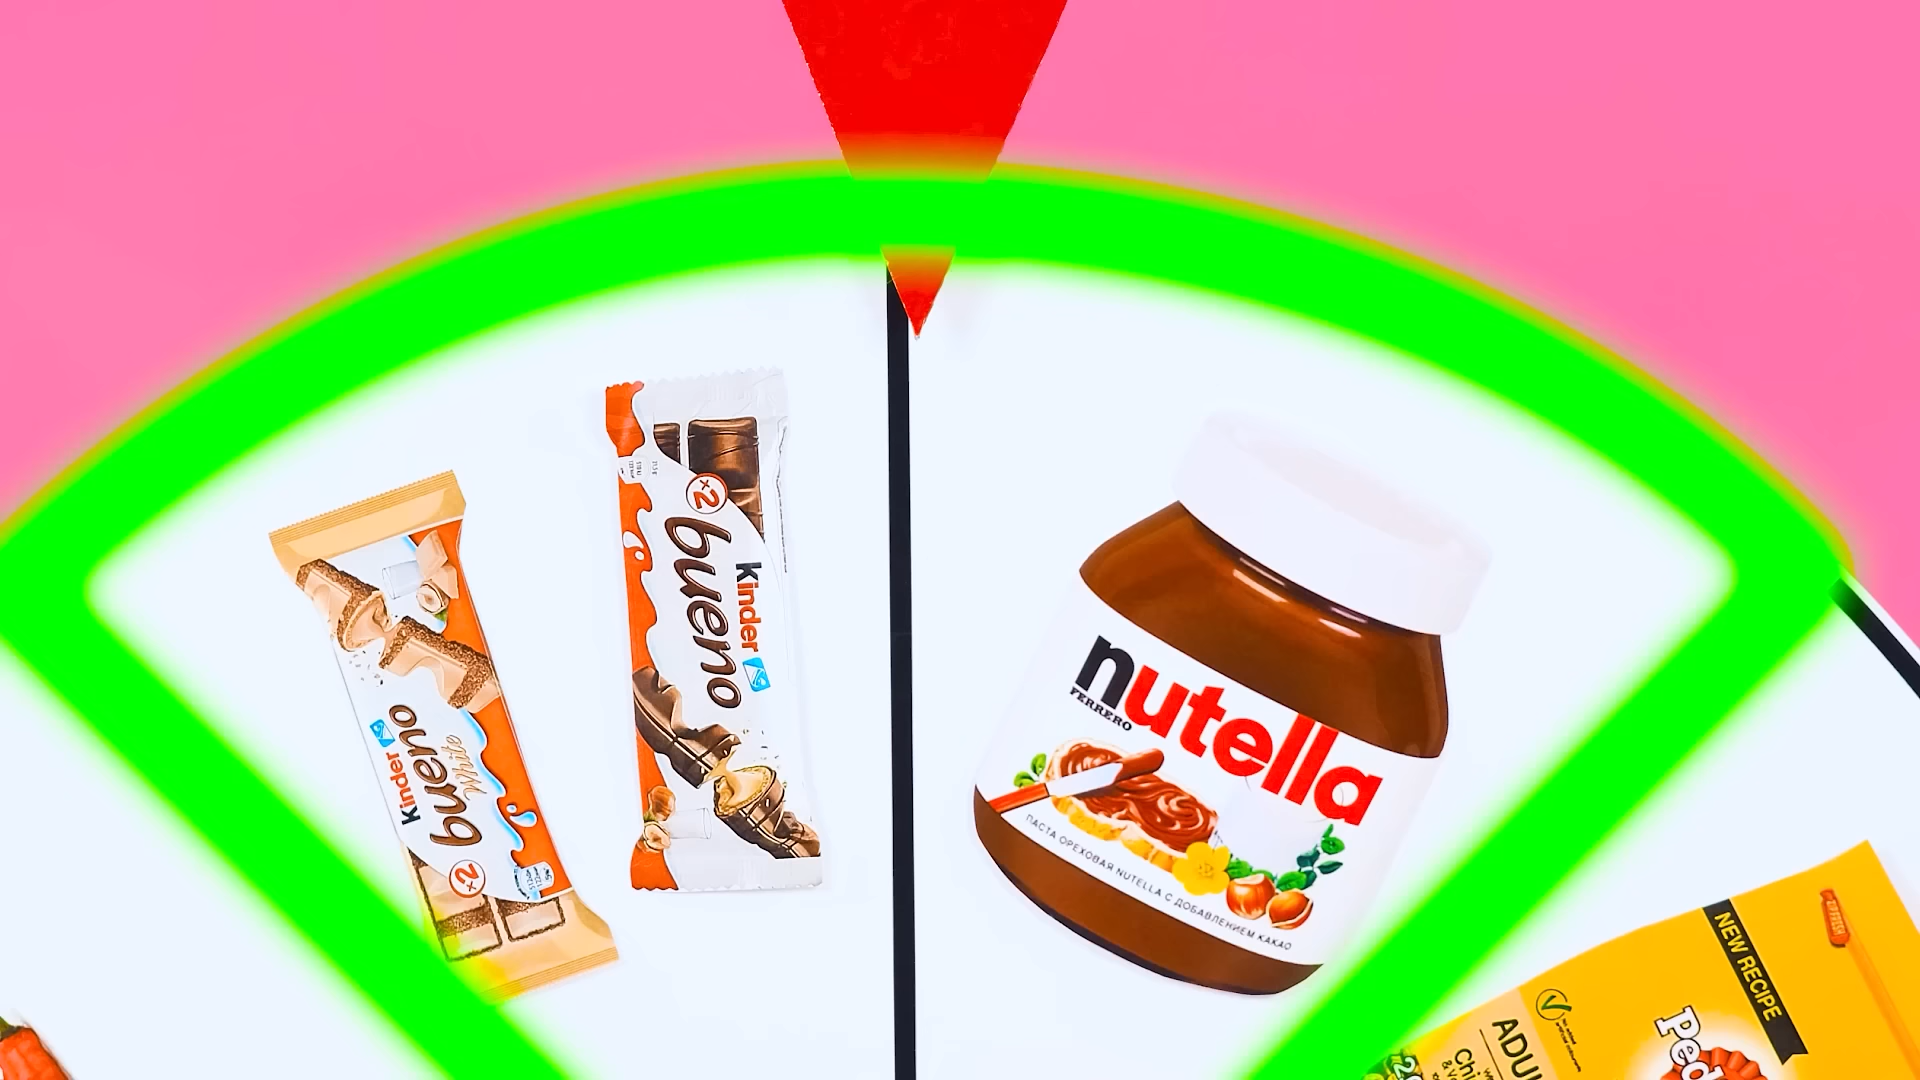 kinder
bueno
White
×2
kinder
bueno
×2
nutella
FERRERO
ПАСТА ОРЕХОВАЯ NUTELLA С ДОБАВЛЕНИЕМ КАКАО
NEW RECIPE
ADU
Chi
Ped